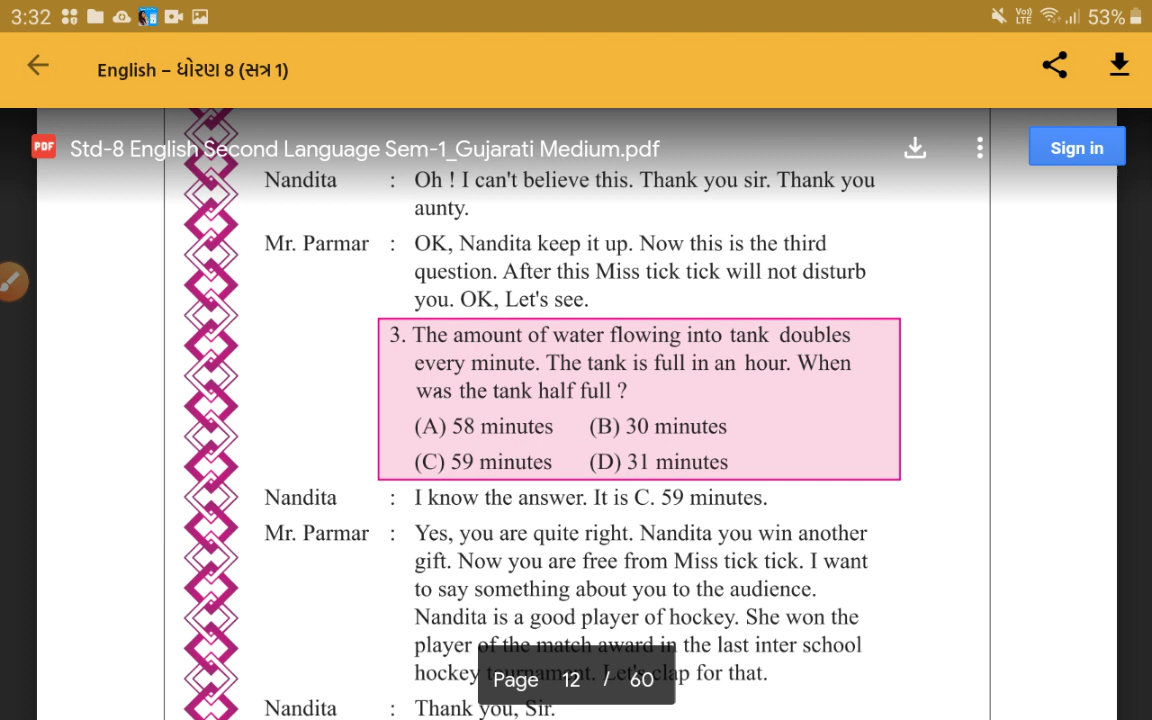 3:32
53%
English – ધોરણ 8 (સત્ર 1)
PDF Std-8 English Second Language Sem-1_Gujarati Medium.pdf
Sign in
Nandita : Oh ! I can't believe this. Thank you sir. Thank you
aunty.
Mr. Parmar : OK, Nandita keep it up. Now this is the third
question. After this Miss tick tick will not disturb
you. OK, Let's see.
3. The amount of water flowing into tank doubles
every minute. The tank is full in an hour. When
was the tank half full ?
(A) 58 minutes (B) 30 minutes
(C) 59 minutes (D) 31 minutes
Nandita : I know the answer. It is C. 59 minutes.
Mr. Parmar : Yes, you are quite right. Nandita you win another
gift. Now you are free from Miss tick tick. I want
to say something about you to the audience.
Nandita is a good player of hockey. She won the
player of the match award in the last inter school
hockey tournament. Let's clap for that.
Page 12 / 60
Nandita : Thank you, Sir.